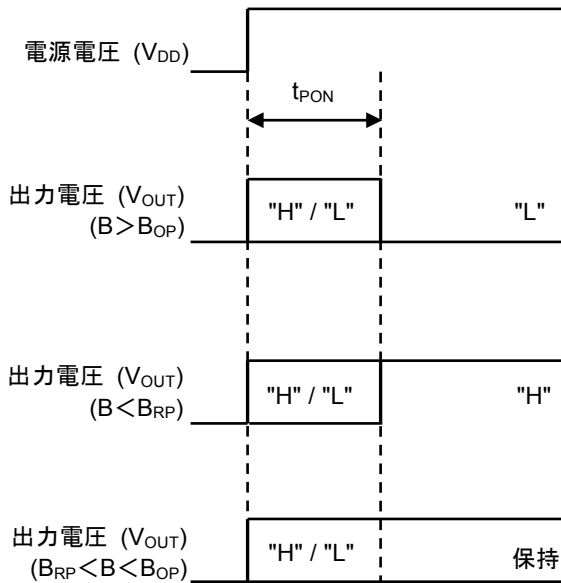 電源電圧 (VDD)
tPON
出力電圧 (VOUT)
(B＞BOP)
"H" / "L"
"L"
出力電圧 (VOUT)
(B＜BRP)
"H" / "L"
"H"
出力電圧 (VOUT)
(BRP＜B＜BOP)
"H" / "L"
保持